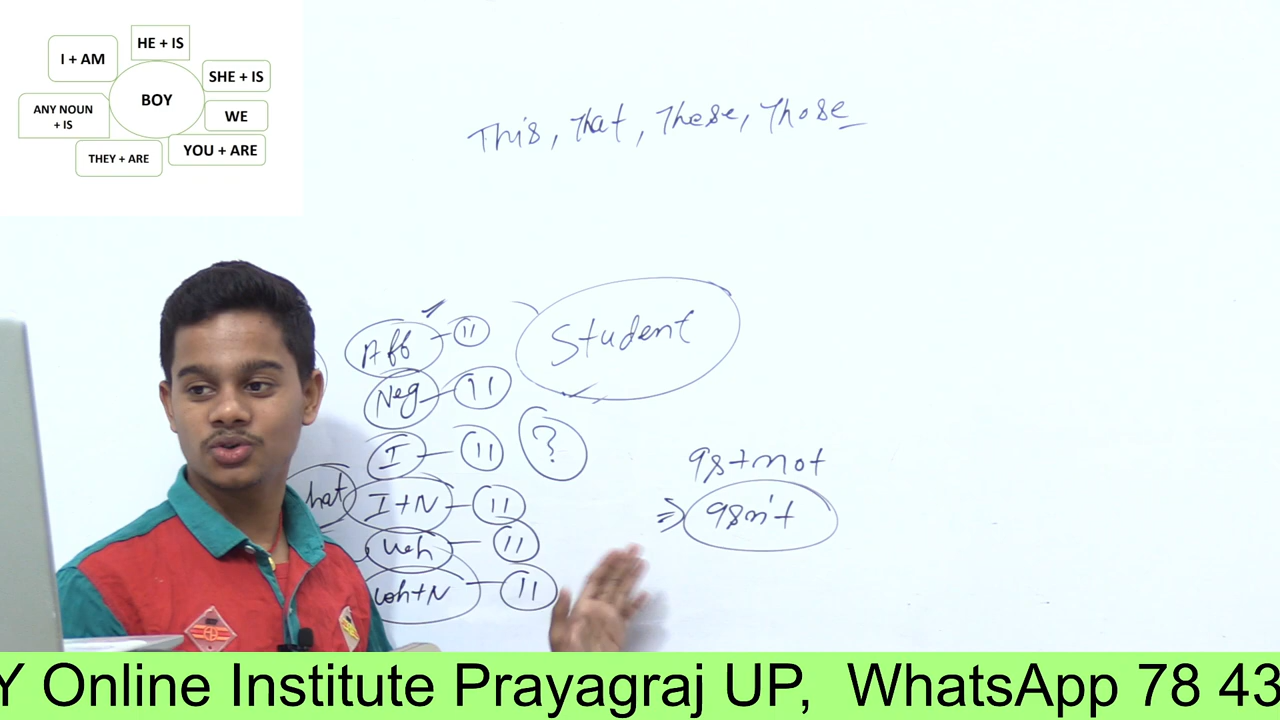 HE + IS
I + AM
SHE + IS
BOY
ANY NOUN
+ IS
WE
YOU + ARE
THEY + ARE
This, That, These, Those
Aff - 11
Student
Neg - 11
I - 11
?
Is + not
hat I+N - 11
⇒ Isn't
Wh - 11
Wh+N - 11
Y Online Institute Prayagraj UP, WhatsApp 78 43